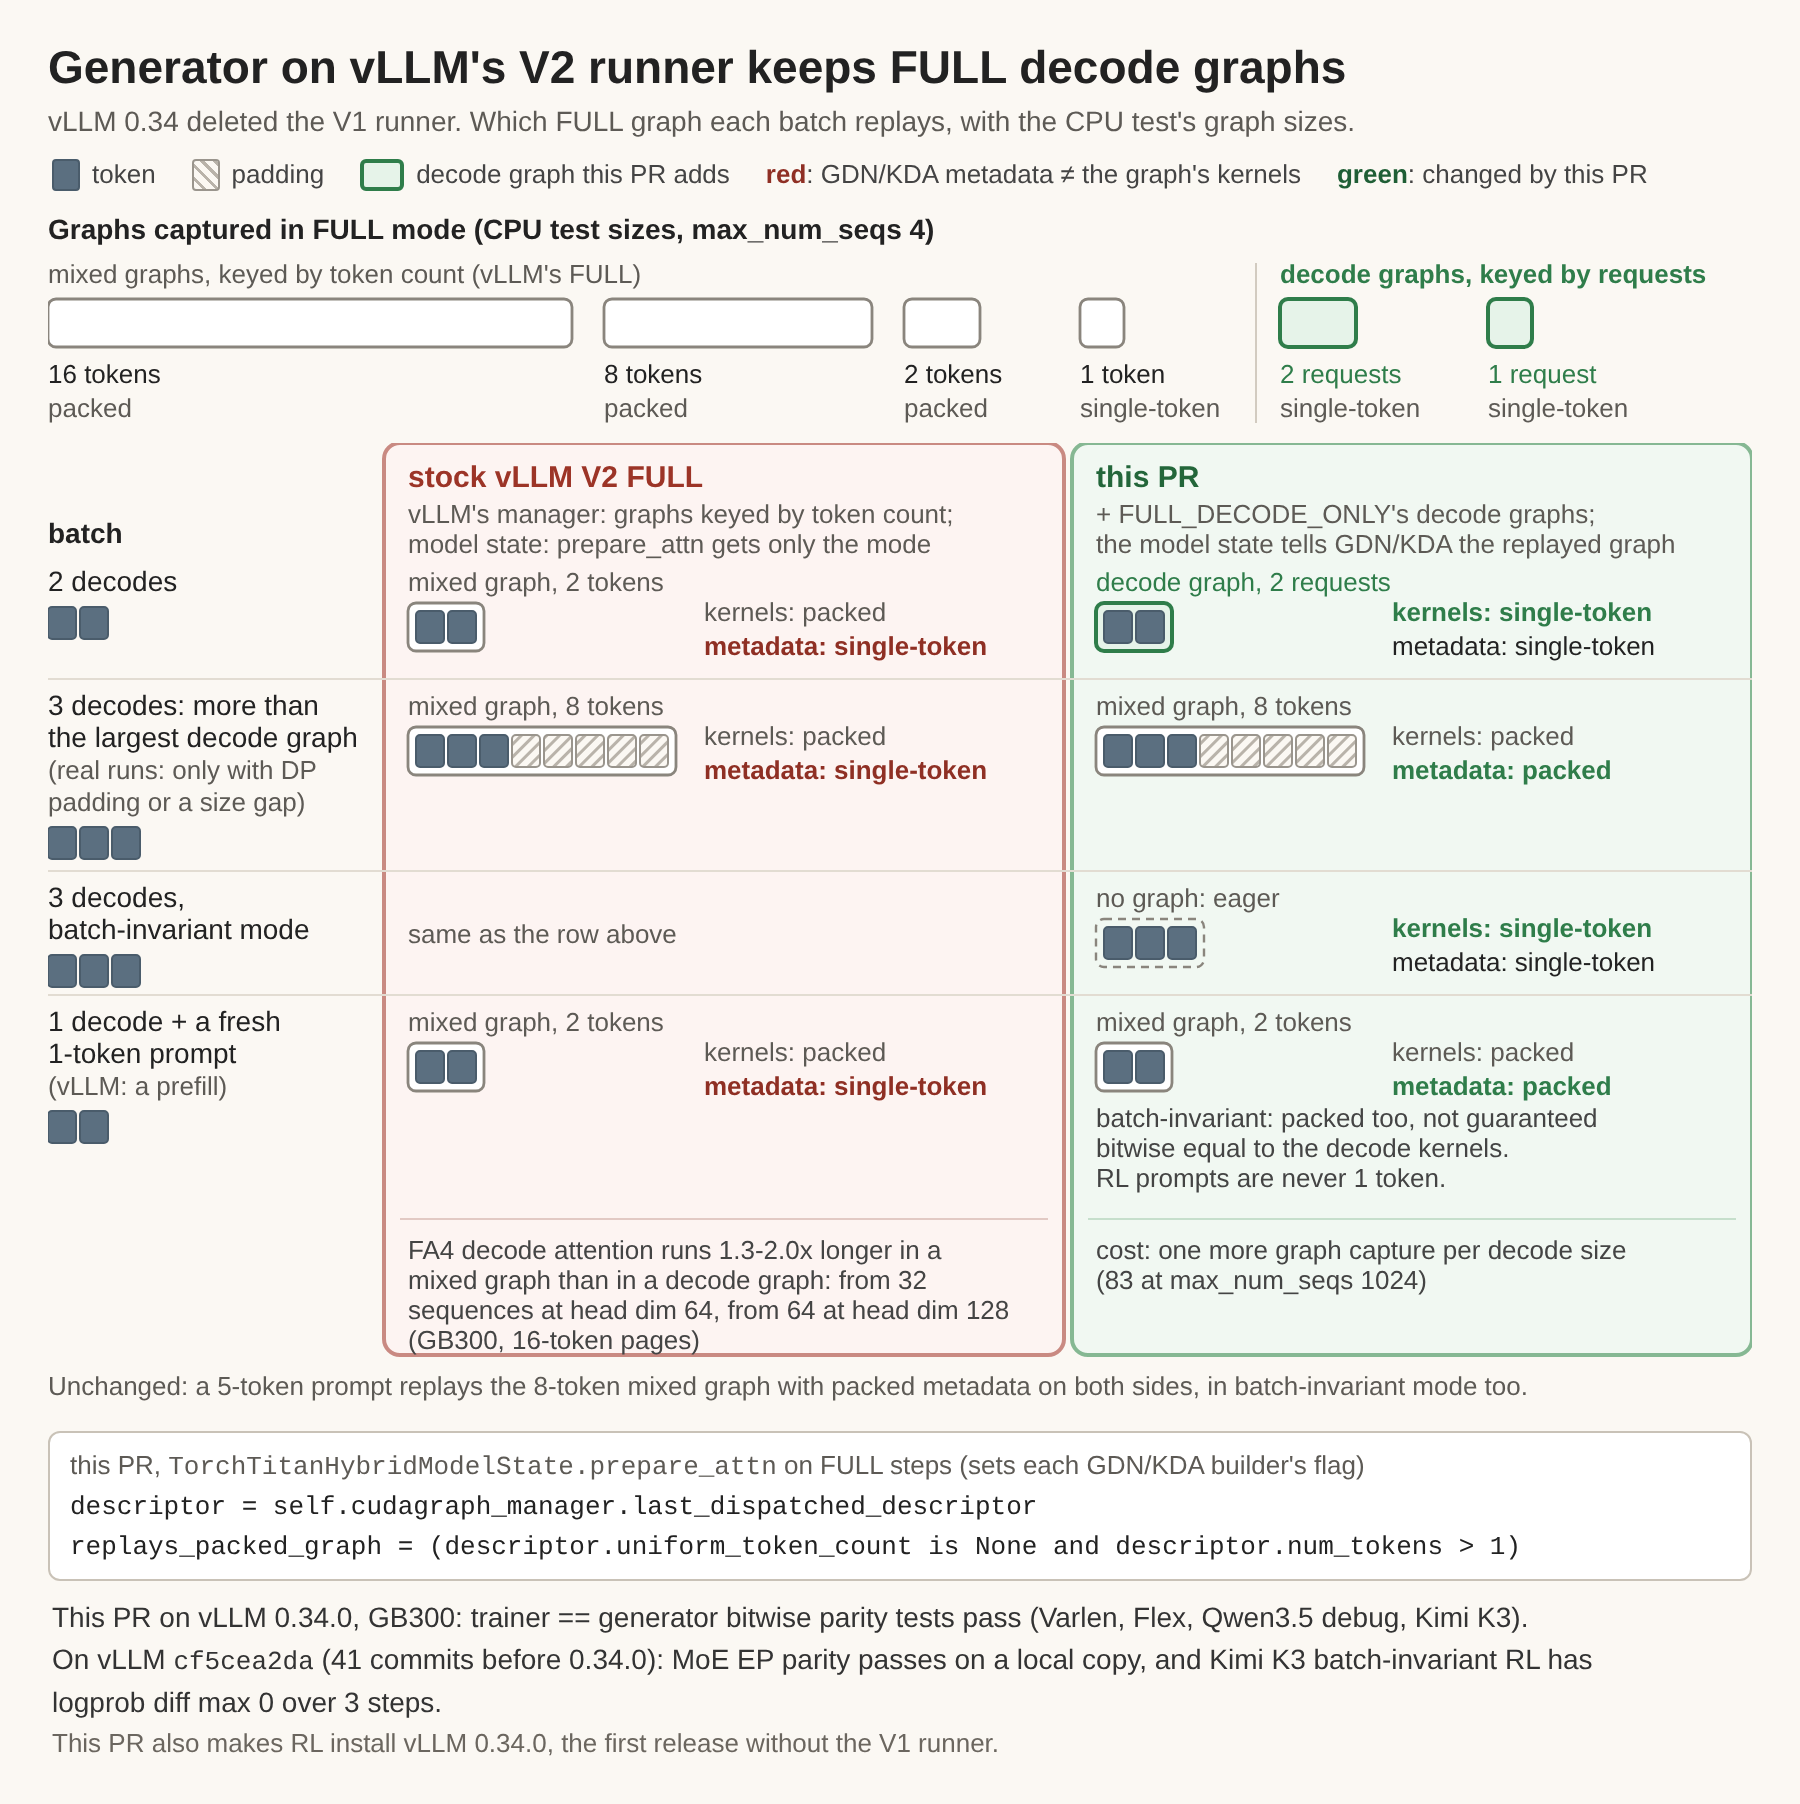 Generator on vLLM's V2 runner keeps FULL decode graphs
vLLM 0.34 deleted the V1 runner. Which FULL graph each batch replays, with the CPU test's graph sizes.
token
padding
decode graph this PR adds
red: GDN/KDA metadata ≠ the graph's kernels
green: changed by this PR
Graphs captured in FULL mode (CPU test sizes, max_num_seqs 4)
mixed graphs, keyed by token count (vLLM's FULL)
16 tokens
packed
8 tokens
packed
2 tokens
packed
1 token
single-token
decode graphs, keyed by requests
2 requests
single-token
1 request
single-token
batch
stock vLLM V2 FULL
vLLM's manager: graphs keyed by token count;
model state: prepare_attn gets only the mode
this PR
+ FULL_DECODE_ONLY's decode graphs;
the model state tells GDN/KDA the replayed graph
2 decodes
mixed graph, 2 tokens
kernels: packed
metadata: single-token
decode graph, 2 requests
kernels: single-token
metadata: single-token
3 decodes: more than
the largest decode graph
(real runs: only with DP
padding or a size gap)
mixed graph, 8 tokens
kernels: packed
metadata: single-token
mixed graph, 8 tokens
kernels: packed
metadata: packed
3 decodes,
batch-invariant mode
same as the row above
no graph: eager
kernels: single-token
metadata: single-token
1 decode + a fresh
1-token prompt
(vLLM: a prefill)
mixed graph, 2 tokens
kernels: packed
metadata: single-token
mixed graph, 2 tokens
kernels: packed
metadata: packed
batch-invariant: packed too, not guaranteed
bitwise equal to the decode kernels.
RL prompts are never 1 token.
FA4 decode attention runs 1.3-2.0x longer in a
mixed graph than in a decode graph: from 32
sequences at head dim 64, from 64 at head dim 128
(GB300, 16-token pages)
cost: one more graph capture per decode size
(83 at max_num_seqs 1024)
Unchanged: a 5-token prompt replays the 8-token mixed graph with packed metadata on both sides, in batch-invariant mode too.
this PR, TorchTitanHybridModelState.prepare_attn on FULL steps (sets each GDN/KDA builder's flag)
descriptor = self.cudagraph_manager.last_dispatched_descriptor
replays_packed_graph = (descriptor.uniform_token_count is None and descriptor.num_tokens > 1)
This PR on vLLM 0.34.0, GB300: trainer == generator bitwise parity tests pass (Varlen, Flex, Qwen3.5 debug, Kimi K3).
On vLLM cf5cea2da (41 commits before 0.34.0): MoE EP parity passes on a local copy, and Kimi K3 batch-invariant RL has
logprob diff max 0 over 3 steps.
This PR also makes RL install vLLM 0.34.0, the first release without the V1 runner.